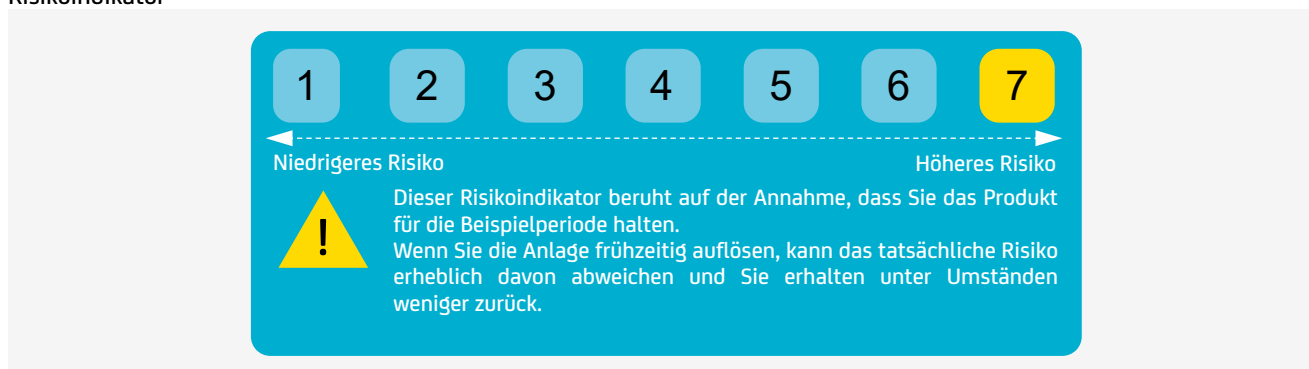 Risikoindikator
1 2 3 4 5 6 7
Niedrigeres Risiko Höheres Risiko
Dieser Risikoindikator beruht auf der Annahme, dass Sie das Produkt
für die Beispielperiode halten.
!
Wenn Sie die Anlage frühzeitig auflösen, kann das tatsächliche Risiko
erheblich davon abweichen und Sie erhalten unter Umständen
weniger zurück.